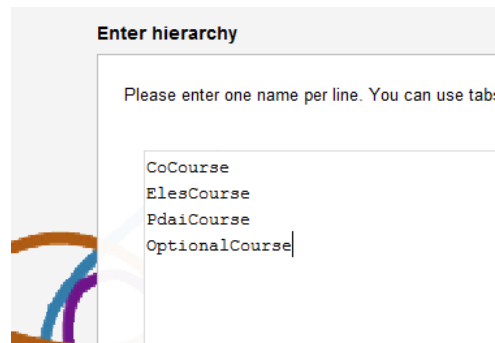 Enter hierarchy
Please enter one name per line. You can use tabs
CoCourse
ElesCourse
PdaiCourse
OptionalCourse